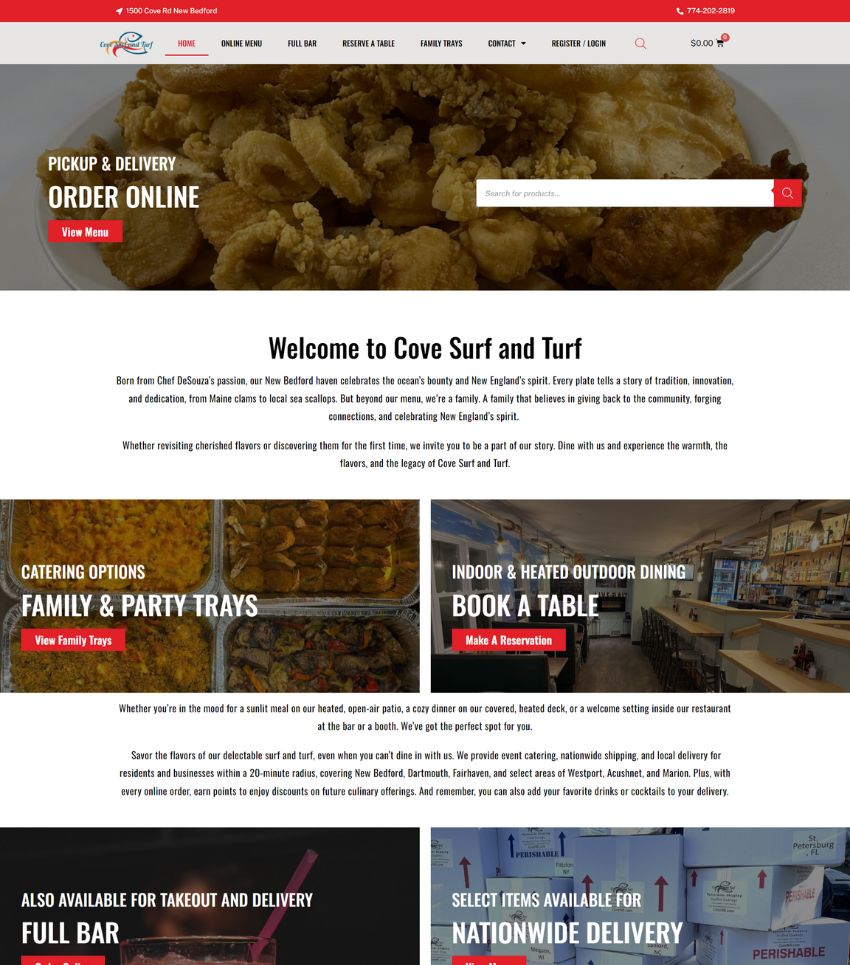 1500 Cove Rd New Bedford
774-202-2819
Cove Surf and Turf
HOME
ONLINE MENU
FULL BAR
RESERVE A TABLE
FAMILY TRAYS
CONTACT
REGISTER / LOGIN
$0.00
0
PICKUP & DELIVERY
ORDER ONLINE
View Menu
Search for products...
Welcome to Cove Surf and Turf
Born from Chef DeSouza's passion, our New Bedford haven celebrates the ocean's bounty and New England's spirit. Every plate tells a story of tradition, innovation,
and dedication, from Maine clams to local sea scallops. But beyond our menu, we're a family. A family that believes in giving back to the community, forging
connections, and celebrating New England's spirit.
Whether revisiting cherished flavors or discovering them for the first time, we invite you to be a part of our story. Dine with us and experience the warmth, the
flavors, and the legacy of Cove Surf and Turf.
CATERING OPTIONS
FAMILY & PARTY TRAYS
View Family Trays
INDOOR & HEATED OUTDOOR DINING
BOOK A TABLE
Make A Reservation
Whether you're in the mood for a sunlit meal on our heated, open-air patio, a cozy dinner on our covered, heated deck, or a welcome setting inside our restaurant
at the bar or a booth. We've got the perfect spot for you.
Savor the flavors of our delectable surf and turf, even when you can't dine in with us. We provide event catering, nationwide shipping, and local delivery for
residents and businesses within a 20-minute radius, covering New Bedford, Dartmouth, Fairhaven, and select areas of Westport, Acushnet, and Marion. Plus, with
every online order, earn points to enjoy discounts on future culinary offerings. And remember, you can also add your favorite drinks or cocktails to your delivery.
ALSO AVAILABLE FOR TAKEOUT AND DELIVERY
FULL BAR
SELECT ITEMS AVAILABLE FOR
NATIONWIDE DELIVERY
PERISHABLE
St.
Petersburg
, FL
PERISHABLE
PERISHABLE